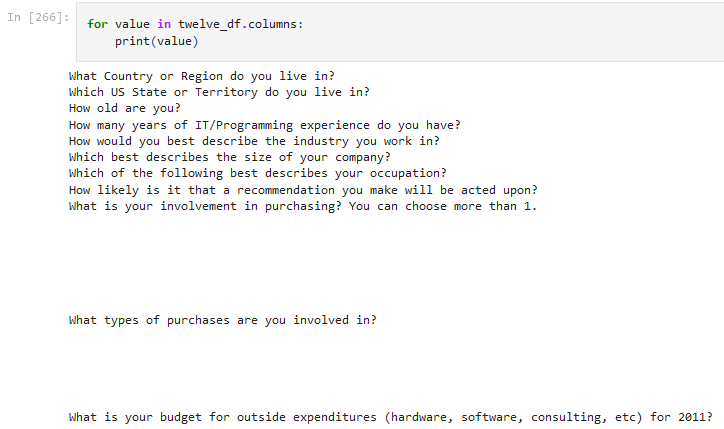 In [266]:
for value in twelve_df.columns:
    print(value)
What Country or Region do you live in?
Which US State or Territory do you live in?
How old are you?
How many years of IT/Programming experience do you have?
How would you best describe the industry you work in?
Which best describes the size of your company?
Which of the following best describes your occupation?
How likely is it that a recommendation you make will be acted upon?
What is your involvement in purchasing? You can choose more than 1.
What types of purchases are you involved in?
What is your budget for outside expenditures (hardware, software, consulting, etc) for 2011?